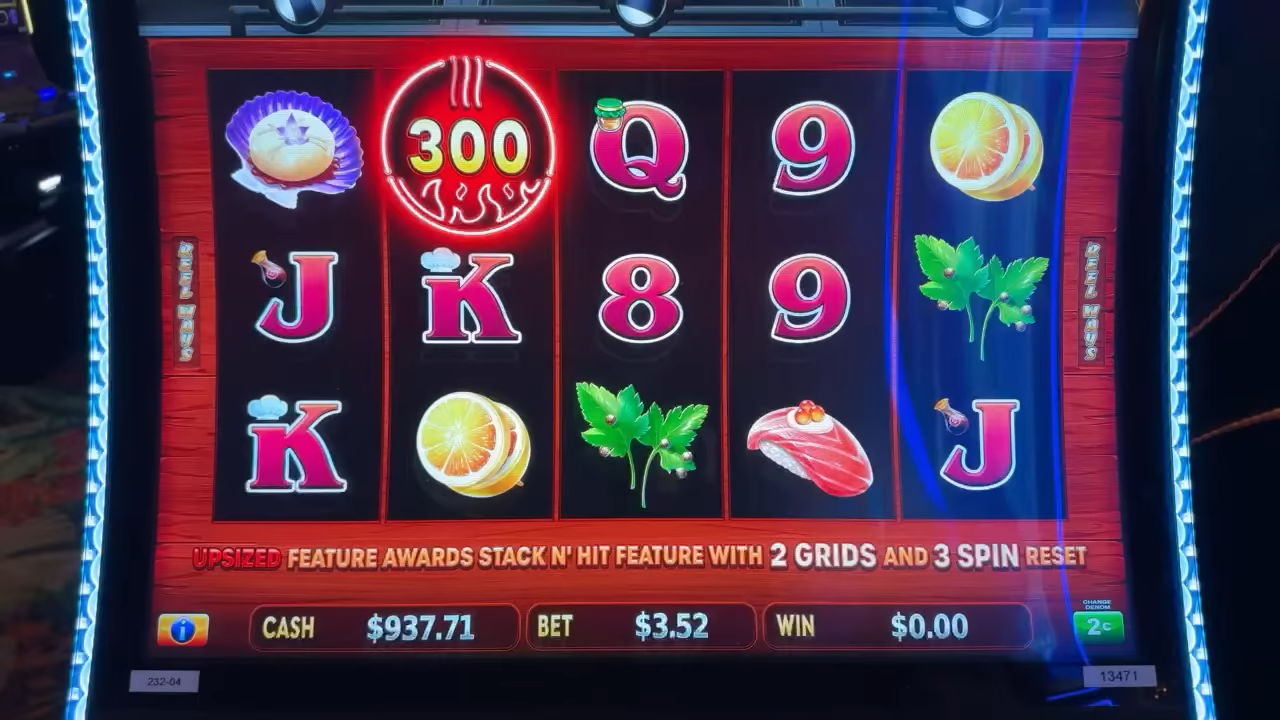 300
Q
9
J
K
8
9
K
J
REEL WAYS
REEL WAYS
UPSIZED FEATURE AWARDS STACK N' HIT FEATURE WITH 2 GRIDS AND 3 SPIN RESET
i
CASH $937.71
BET $3.52
WIN $0.00
CHANGE DENOM
2¢
232-04
13471